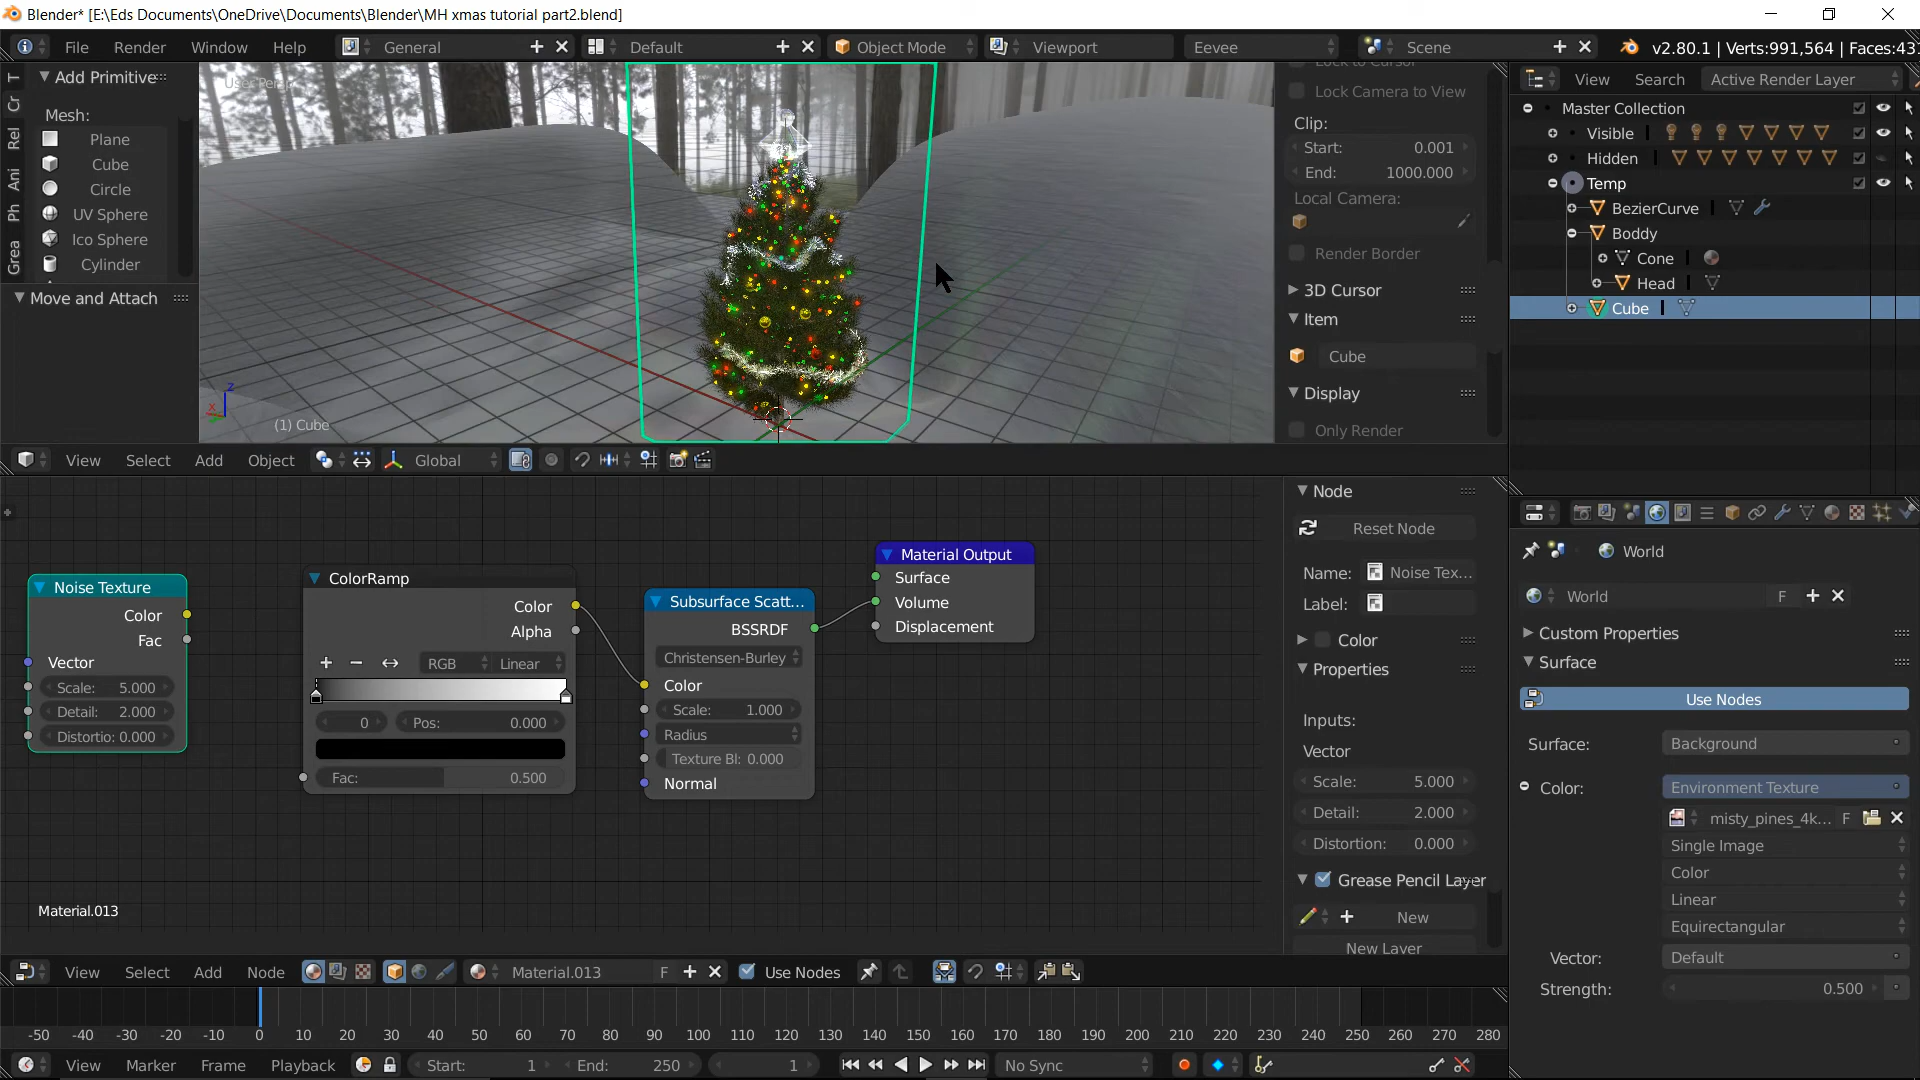 Blender* [E:\Eds Documents\OneDrive\Documents\Blender\MH xmas tutorial part2.blend]
File Render Window Help General Default Object Mode Viewport Eevee Scene v2.80.1 | Verts:991,564 | Faces:431
T
Cr
Rel
Ani
Ph
Grea
Add Primitive
Mesh:
Plane
Cube
Circle
UV Sphere
Ico Sphere
Cylinder
Move and Attach
User Persp
(1) Cube
z
x
Lock to Cursor
Lock Camera to View
Clip:
Start: 0.001
End: 1000.000
Local Camera:
Render Border
3D Cursor
Item
Cube
Display
Only Render
View Search Active Render Layer
Master Collection
Visible
Hidden
Temp
BezierCurve
Boddy
Cone
Head
Cube
View Select Add Object Global
Noise Texture
Color
Fac
Vector
Scale: 5.000
Detail: 2.000
Distortio: 0.000
ColorRamp
Color
Alpha
RGB Linear
0 Pos: 0.000
Fac: 0.500
Subsurface Scatt...
BSSRDF
Christensen-Burley
Color
Scale: 1.000
Radius
Texture Bl: 0.000
Normal
Material Output
Surface
Volume
Displacement
Material.013
Node
Reset Node
Name: Noise Tex...
Label:
Color
Properties
Inputs:
Vector
Scale: 5.000
Detail: 2.000
Distortion: 0.000
Grease Pencil Layer
New
New Layer
World
World F
Custom Properties
Surface
Use Nodes
Surface: Background
Color: Environment Texture
misty_pines_4k... F
Single Image
Color
Linear
Equirectangular
Vector: Default
Strength: 0.500
View Select Add Node Material.013 F Use Nodes
-50 -40 -30 -20 -10 0 10 20 30 40 50 60 70 80 90 100 110 120 130 140 150 160 170 180 190 200 210 220 230 240 250 260 270 280
View Marker Frame Playback Start: 1 End: 250 1 No Sync